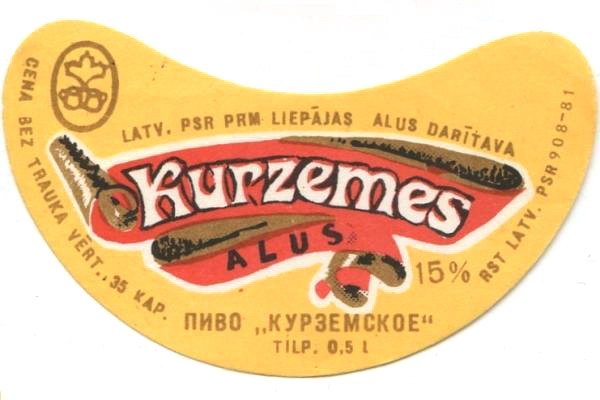 LATV. PSR PRM LIEPĀJAS ALUS DARĪTAVA
CENA BEZ TRAUKA VĒRT. 35 KAP.
Kurzemes
ALUS
15%
RST LATV. PSR 908-81
ПИВО „КУРЗЕМСКОЕ“
TILP. 0,5 l